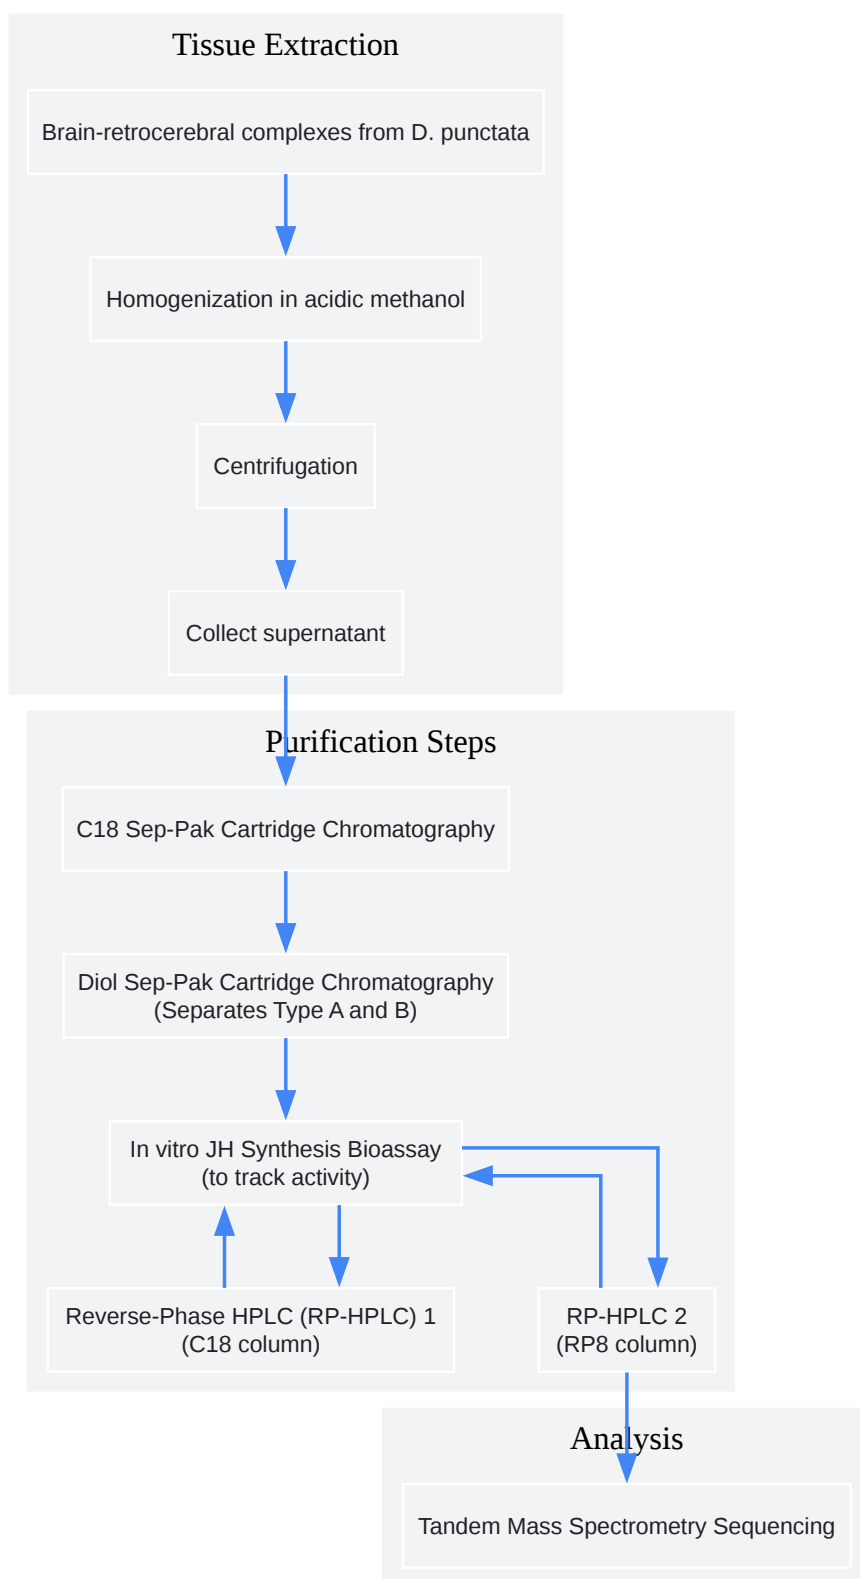 Tissue Extraction
Brain-retrocerebral complexes from D. punctata
Homogenization in acidic methanol
Centrifugation
Collect supernatant
Purification Steps
C18 Sep-Pak Cartridge Chromatography
Diol Sep-Pak Cartridge Chromatography
(Separates Type A and B)
In vitro JH Synthesis Bioassay
(to track activity)
Reverse-Phase HPLC (RP-HPLC) 1
(C18 column)
RP-HPLC 2
(RP8 column)
Analysis
Tandem Mass Spectrometry Sequencing